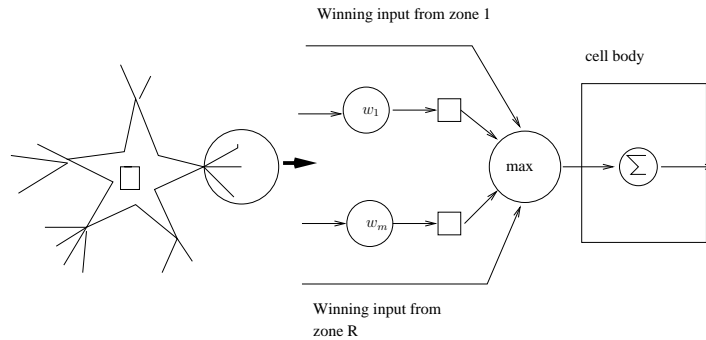 Winning input from zone 1
cell body
w₁
max
∑
wₘ
Winning input from
zone R